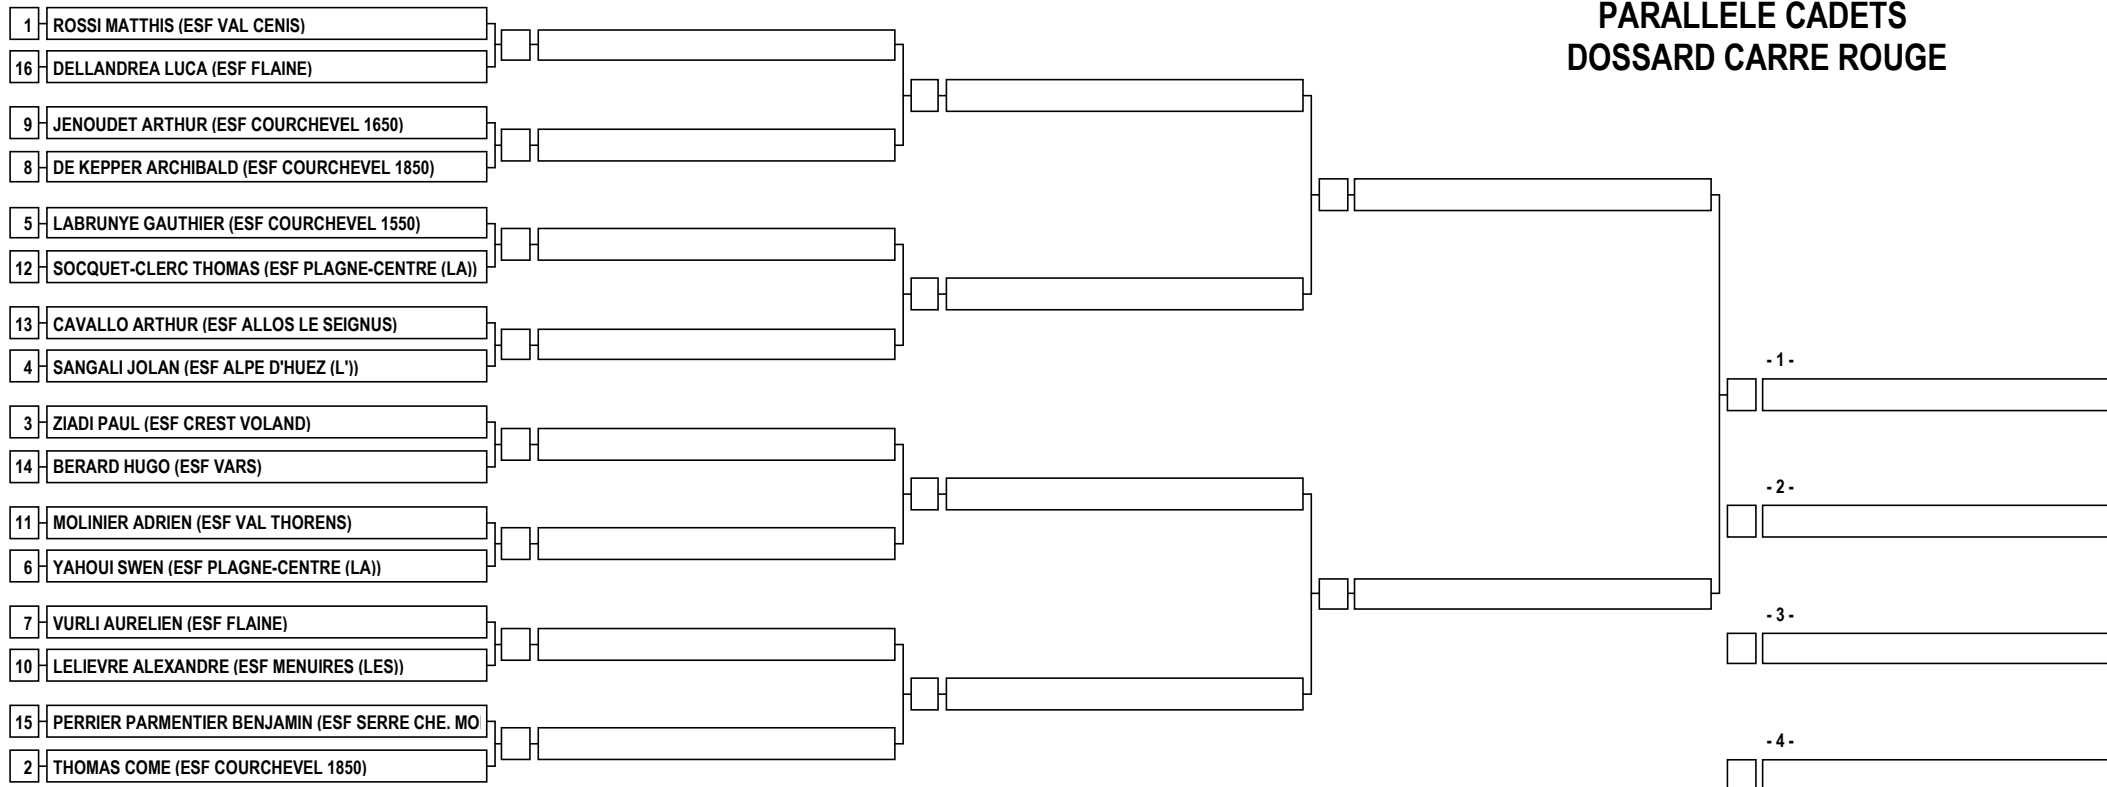 PARALLELE CADETS
DOSSARD CARRE ROUGE
1 ROSSI MATTHIS (ESF VAL CENIS)
16 DELLANDREA LUCA (ESF FLAINE)
9 JENOUDET ARTHUR (ESF COURCHEVEL 1650)
8 DE KEPPER ARCHIBALD (ESF COURCHEVEL 1850)
5 LABRUNYE GAUTHIER (ESF COURCHEVEL 1550)
12 SOCQUET-CLERC THOMAS (ESF PLAGNE-CENTRE (LA))
13 CAVALLO ARTHUR (ESF ALLOS LE SEIGNUS)
4 SANGALI JOLAN (ESF ALPE D'HUEZ (L'))
3 ZIADI PAUL (ESF CREST VOLAND)
14 BERARD HUGO (ESF VARS)
11 MOLINIER ADRIEN (ESF VAL THORENS)
6 YAHOUI SWEN (ESF PLAGNE-CENTRE (LA))
7 VURLI AURELIEN (ESF FLAINE)
10 LELIEVRE ALEXANDRE (ESF MENUIRES (LES))
15 PERRIER PARMENTIER BENJAMIN (ESF SERRE CHE. MO
2 THOMAS COME (ESF COURCHEVEL 1850)
- 1 -
- 2 -
- 3 -
- 4 -